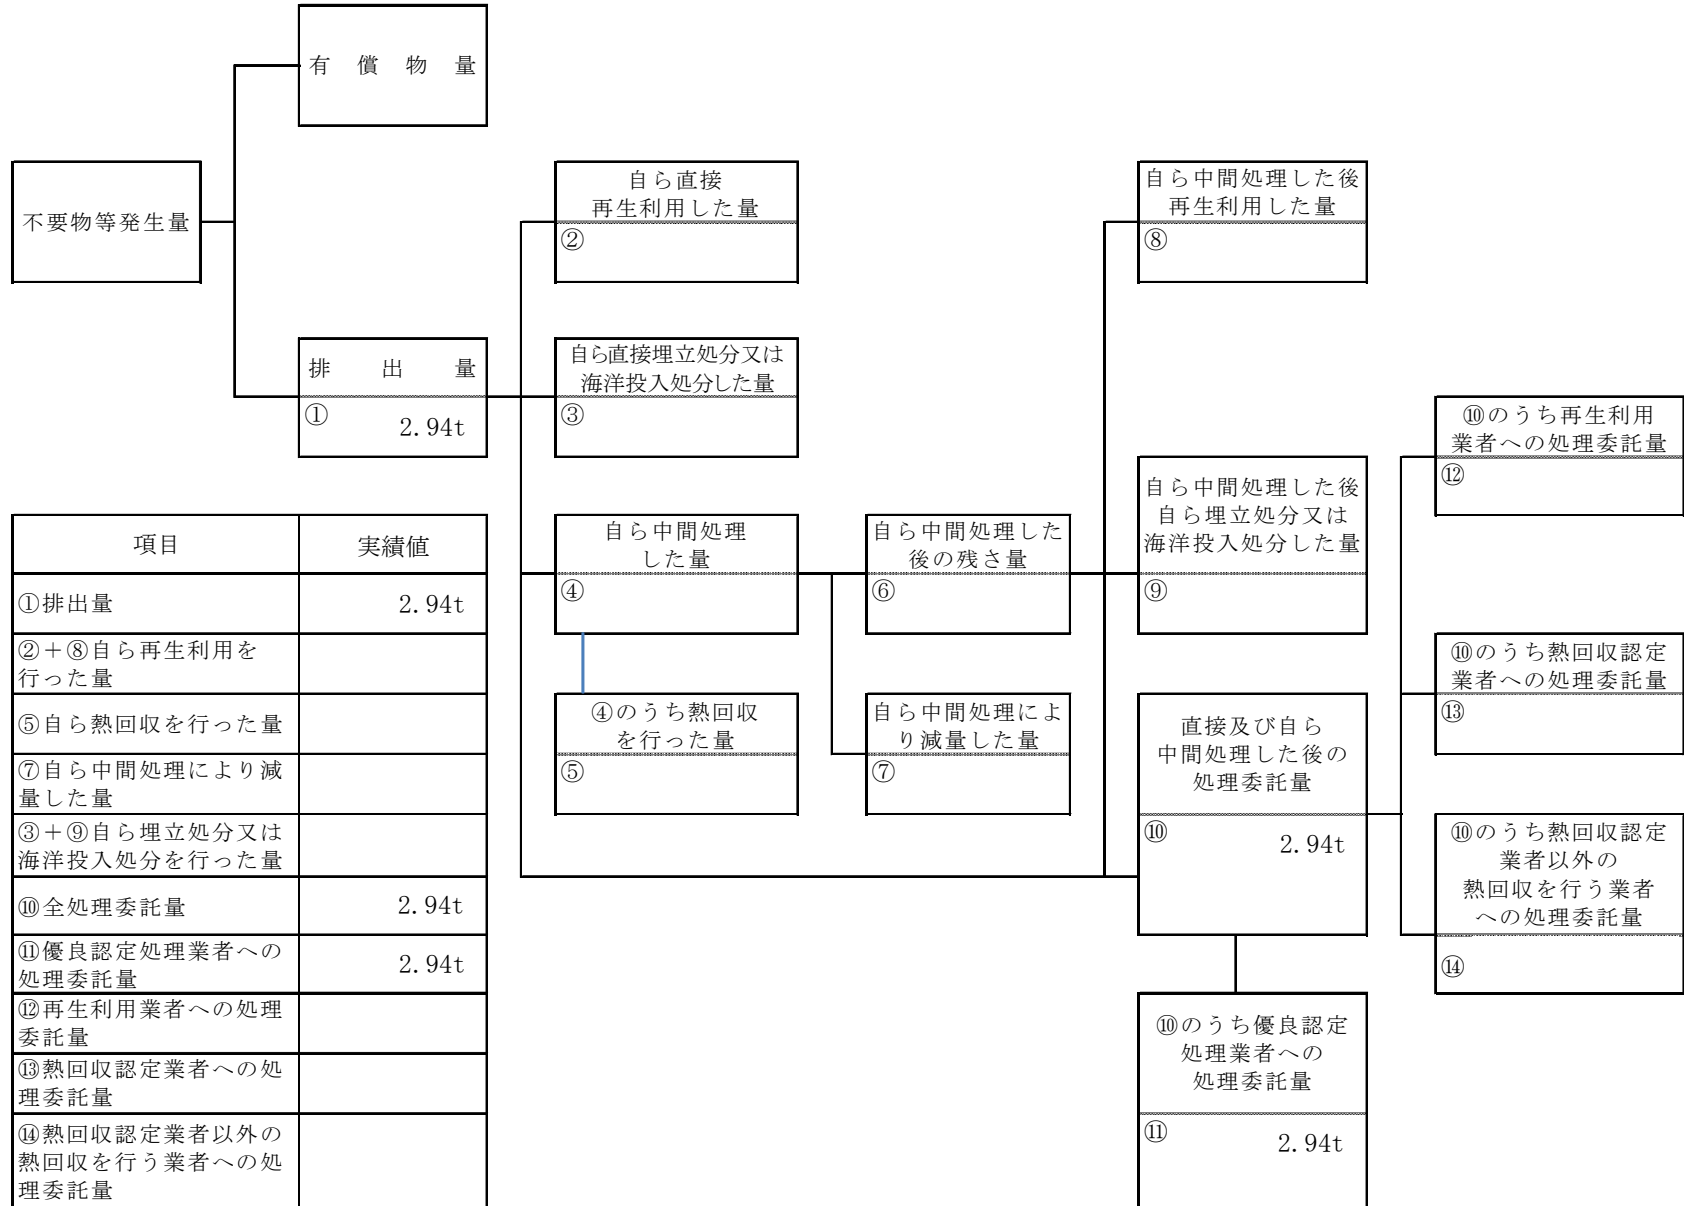 有償物量
不要物等発生量
自ら直接
再生利用した量
②
自ら中間処理した後
再生利用した量
⑧
排出量
① 2.94t
自ら直接埋立処分又は
海洋投入処分した量
③
⑩のうち再生利用
業者への処理委託量
⑫
自ら中間処理
した量
④
自ら中間処理した
後の残さ量
⑥
自ら中間処理した後
自ら埋立処分又は
海洋投入処分した量
⑨
⑩のうち熱回収認定
業者への処理委託量
⑬
④のうち熱回収
を行った量
⑤
自ら中間処理によ
り減量した量
⑦
直接及び自ら
中間処理した後の
処理委託量
⑩ 2.94t
⑩のうち熱回収認定
業者以外の
熱回収を行う業者
への処理委託量
⑭
⑩のうち優良認定
処理業者への
処理委託量
⑪ 2.94t
項目 実績値
①排出量 2.94t
②+⑧自ら再生利用を
行った量
⑤自ら熱回収を行った量
⑦自ら中間処理により減
量した量
③+⑨自ら埋立処分又は
海洋投入処分を行った量
⑩全処理委託量 2.94t
⑪優良認定処理業者への
処理委託量 2.94t
⑫再生利用業者への処理
委託量
⑬熱回収認定業者への処
理委託量
⑭熱回収認定業者以外の
熱回収を行う業者への処
理委託量